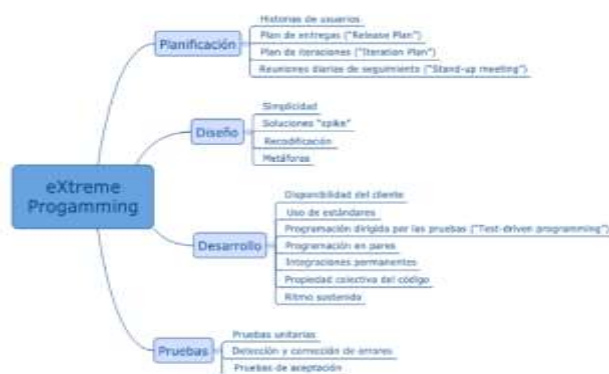 eXtreme
Progamming
Planificación
Historias de usuarios
Plan de entregas ("Release Plan")
Plan de iteraciones ("Iteration Plan")
Reuniones diarias de seguimiento ("Stand-up meeting")
Diseño
Simplicidad
Soluciones "spike"
Recodificación
Metáforas
Desarrollo
Disponibilidad del cliente
Uso de estándares
Programación dirigida por las pruebas ("Test-driven programming")
Programación en pares
Integraciones permanentes
Propiedad colectiva del código
Ritmo sostenida
Pruebas
Pruebas unitarias
Detección y corrección de errores
Pruebas de aceptación